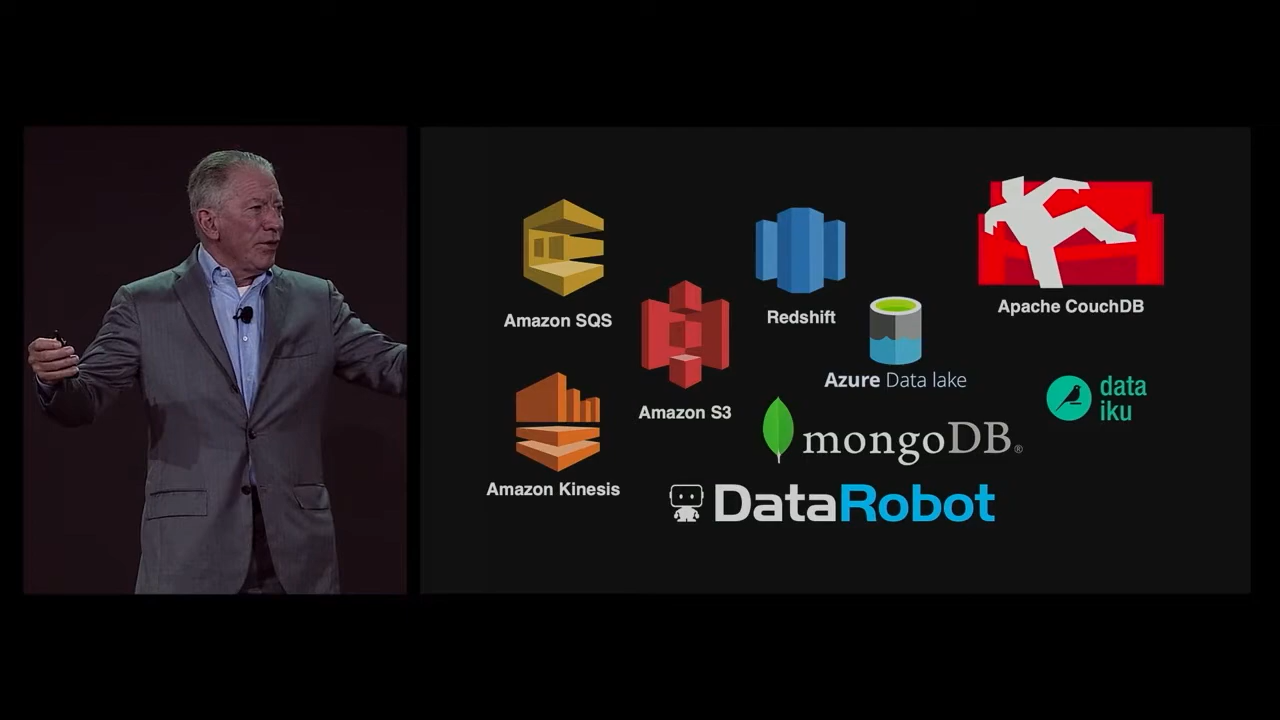 Amazon SQS
Redshift
Apache CouchDB
Amazon S3
Azure Data lake
data
iku
mongoDB®
Amazon Kinesis
DataRobot